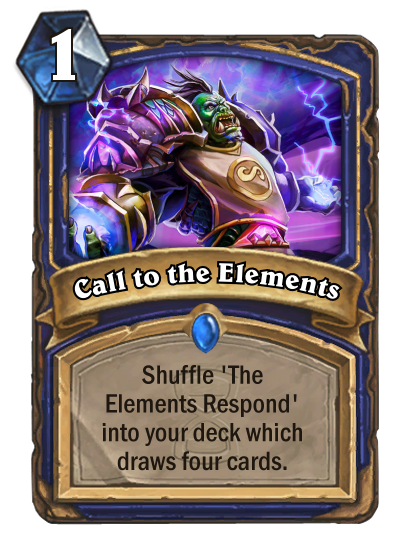 1
Call to the Elements
Shuffle 'The
Elements Respond'
into your deck which
draws four cards.